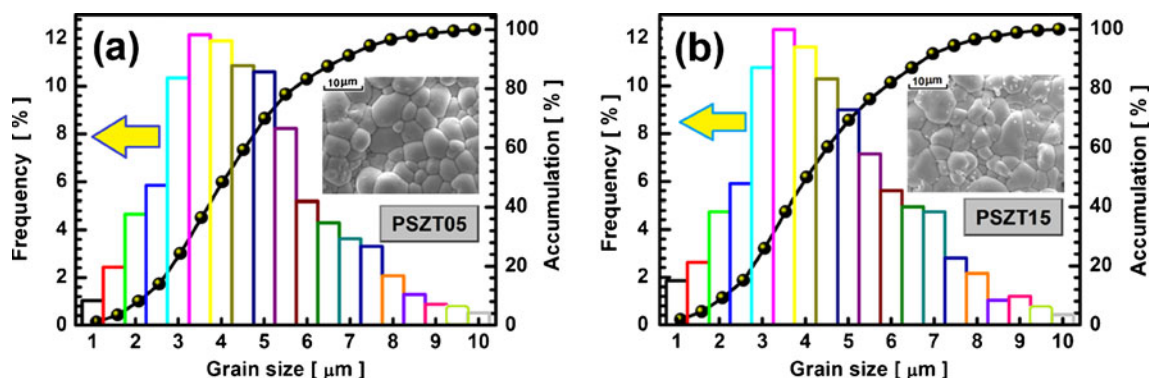 (a)
12
10
8
6
4
2
0
Frequency [ % ]
10μm
PSZT05
100
80
60
40
20
0
Accumulation [ % ]
1 2 3 4 5 6 7 8 9 10
Grain size [ μm ]
(b)
12
10
8
6
4
2
0
Frequency [ % ]
10μm
PSZT15
100
80
60
40
20
0
Accumulation [ % ]
1 2 3 4 5 6 7 8 9 10
Grain size [ μm ]